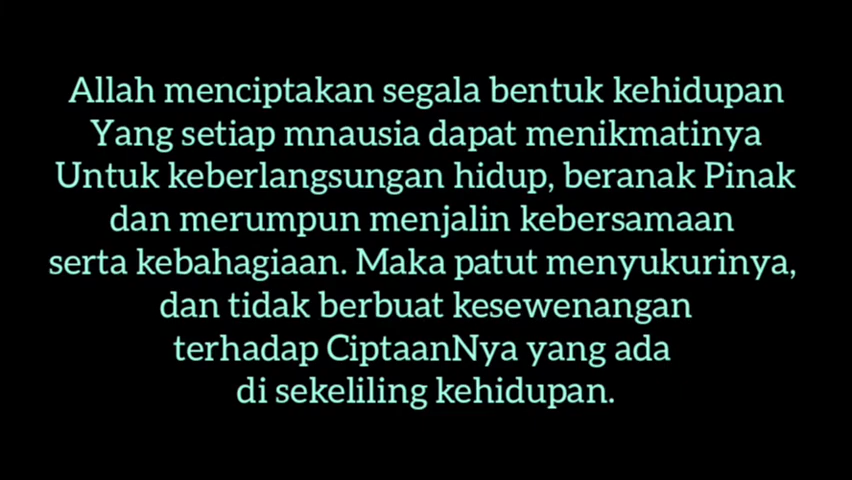 Allah menciptakan segala bentuk kehidupan
Yang setiap mnausia dapat menikmatinya
Untuk keberlangsungan hidup, beranak Pinak
dan merumpun menjalin kebersamaan
serta kebahagiaan. Maka patut menyukurinya,
dan tidak berbuat kesewenangan
terhadap CiptaanNya yang ada
di sekeliling kehidupan.